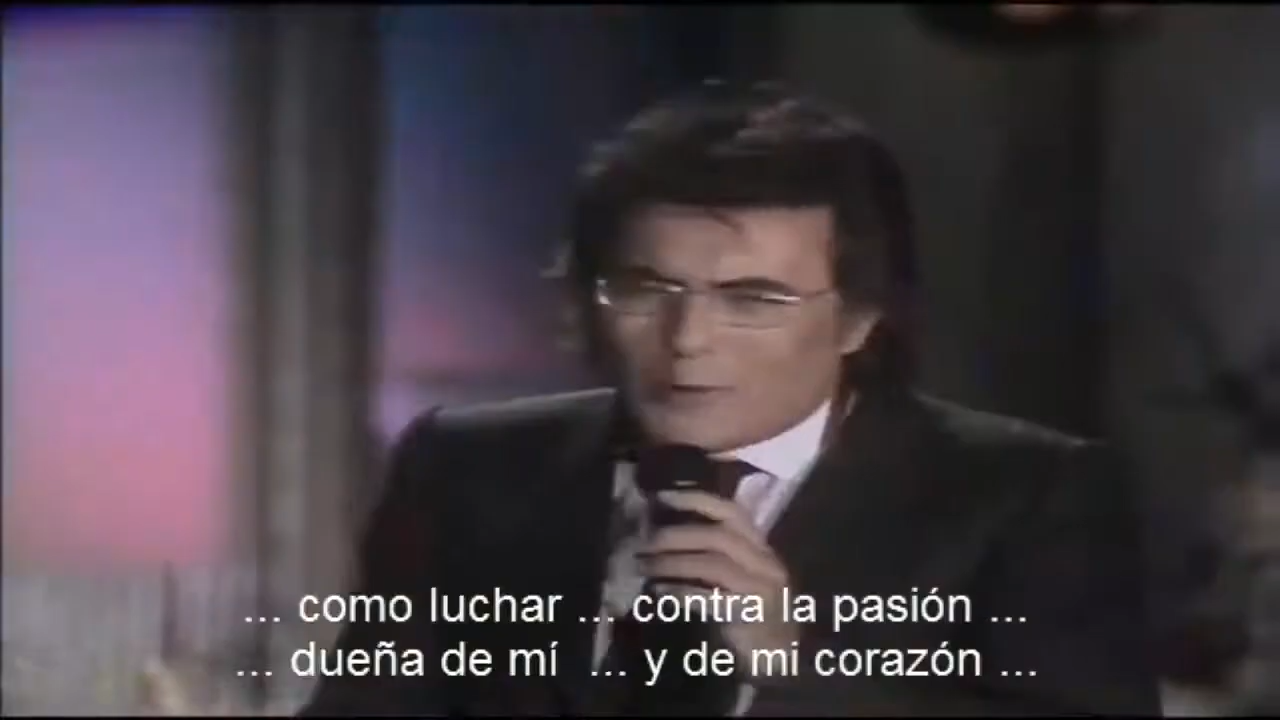 ... como luchar ... contra la pasión ...
... dueña de mí ... y de mi corazón ...